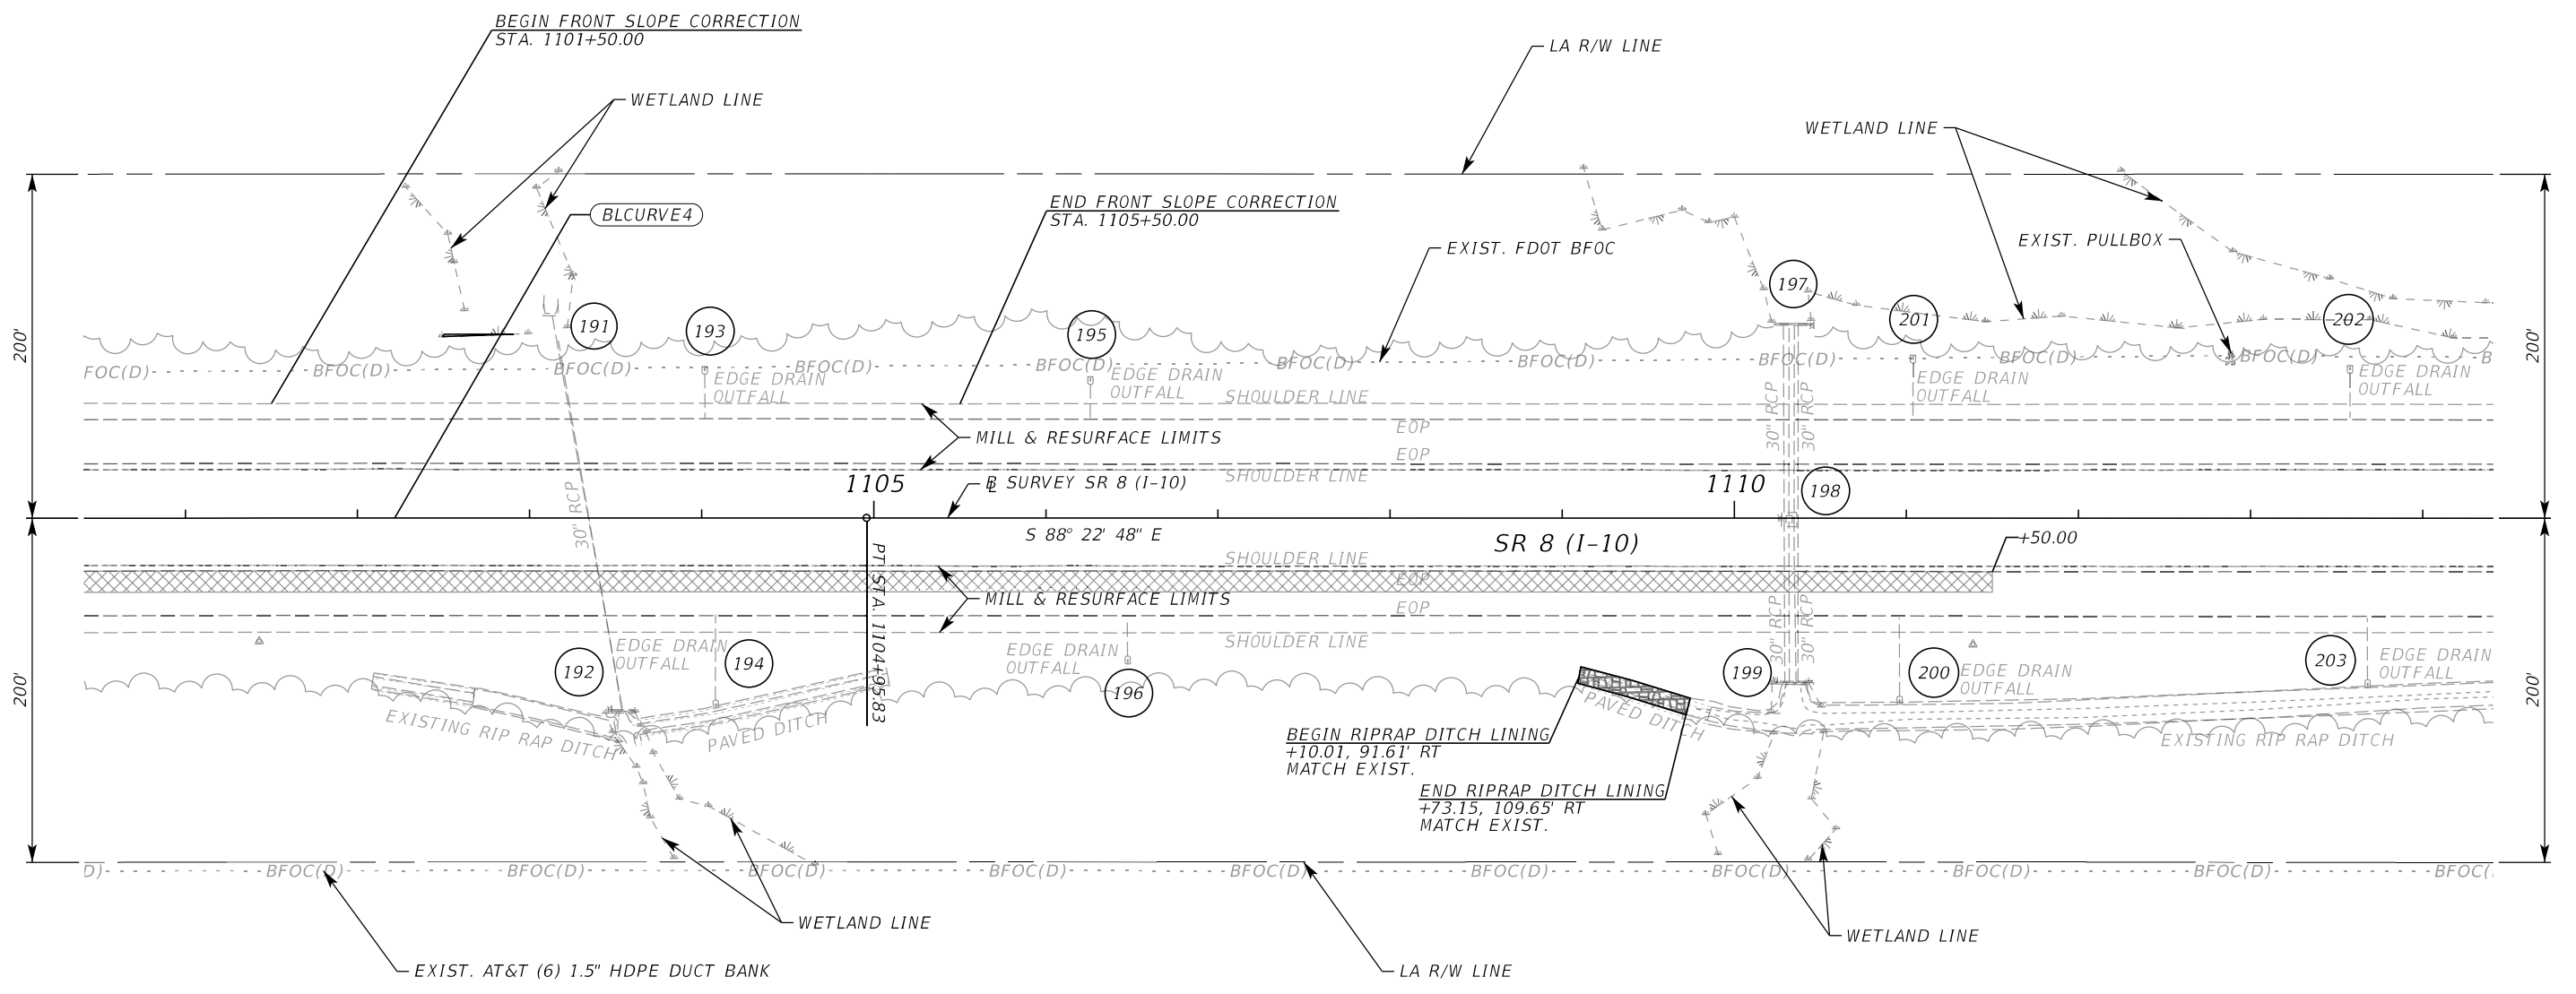 BEGIN FRONT SLOPE CORRECTION
STA. 1101+50.00
LA R/W LINE
WETLAND LINE
WETLAND LINE
END FRONT SLOPE CORRECTION
STA. 1105+50.00
BLCURVE4
EXIST. FDOT BFOC
EXIST. PULLBOX
200'
200'
197
191
193
195
201
202
FOC(D)
BFOC(D)
BFOC(D)
BFOC(D)
BFOC(D)
BFOC(D)
BFOC(D)
BFOC(D)
BFOC(D)
BFOC(D)
B
EDGE DRAIN
OUTFALL
EDGE DRAIN
OUTFALL
EDGE DRAIN
OUTFALL
EDGE DRAIN
OUTFALL
SHOULDER LINE
EOP
MILL & RESURFACE LIMITS
EOP
SHOULDER LINE
30" RCP
30" RCP
30" RCP
1105
BL SURVEY SR 8 (I-10)
1110
198
S 88° 22' 48" E
SR 8 (I-10)
+50.00
PT STA. 1104+95.83
SHOULDER LINE
EOP
MILL & RESURFACE LIMITS
EOP
SHOULDER LINE
30" RCP
30" RCP
200'
200'
192
EDGE DRAIN
OUTFALL
194
EDGE DRAIN
OUTFALL
196
199
200
EDGE DRAIN
OUTFALL
203
EDGE DRAIN
OUTFALL
EXISTING RIP RAP DITCH
PAVED DITCH
PAVED DITCH
EXISTING RIP RAP DITCH
BEGIN RIPRAP DITCH LINING
+10.01, 91.61' RT
MATCH EXIST.
END RIPRAP DITCH LINING
+73.15, 109.65' RT
MATCH EXIST.
D)
BFOC(D)
BFOC(D)
BFOC(D)
BFOC(D)
BFOC(D)
BFOC(D)
BFOC(D)
BFOC(D)
BFOC(D)
BFOC(
WETLAND LINE
WETLAND LINE
EXIST. AT&T (6) 1.5" HDPE DUCT BANK
LA R/W LINE